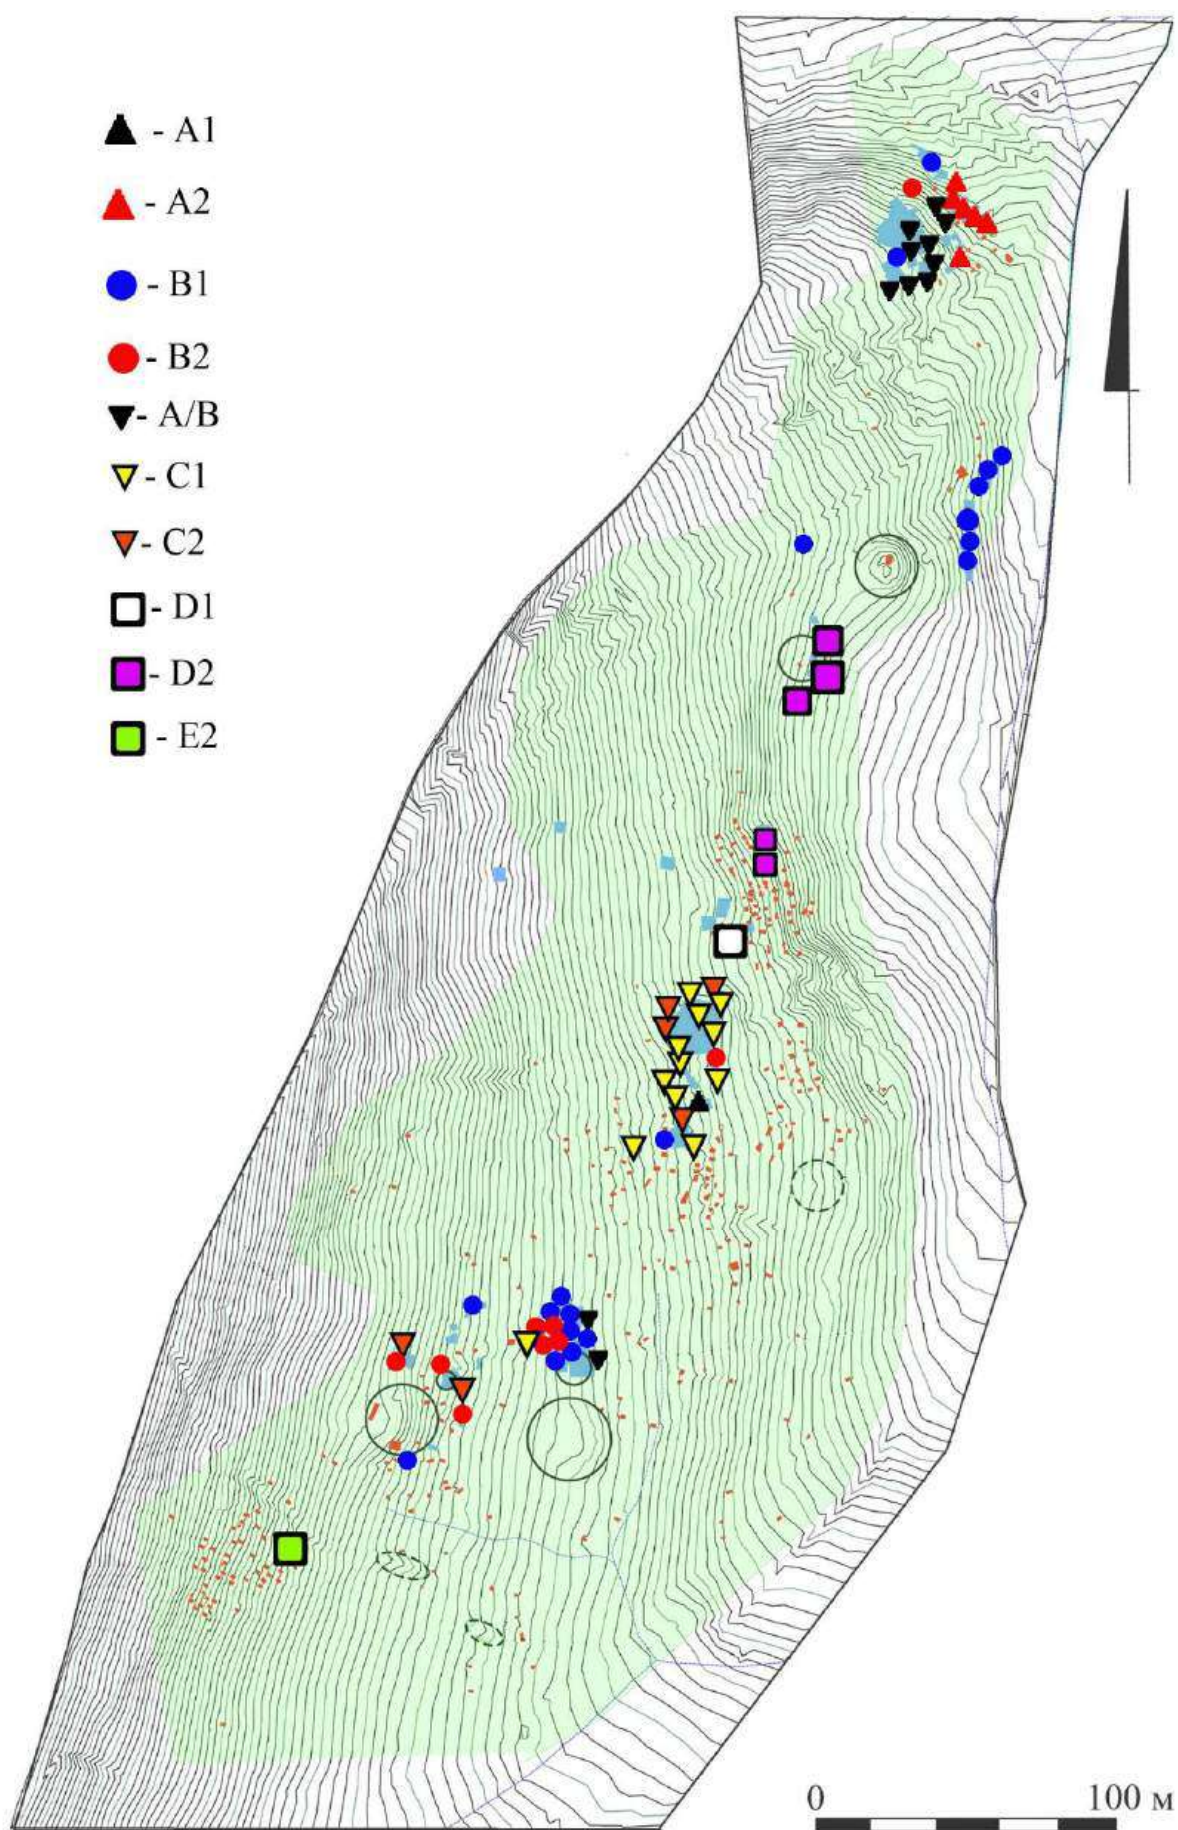 - A1
- A2
- B1
- B2
- A/B
- C1
- C2
- D1
- D2
- E2
0 100 м